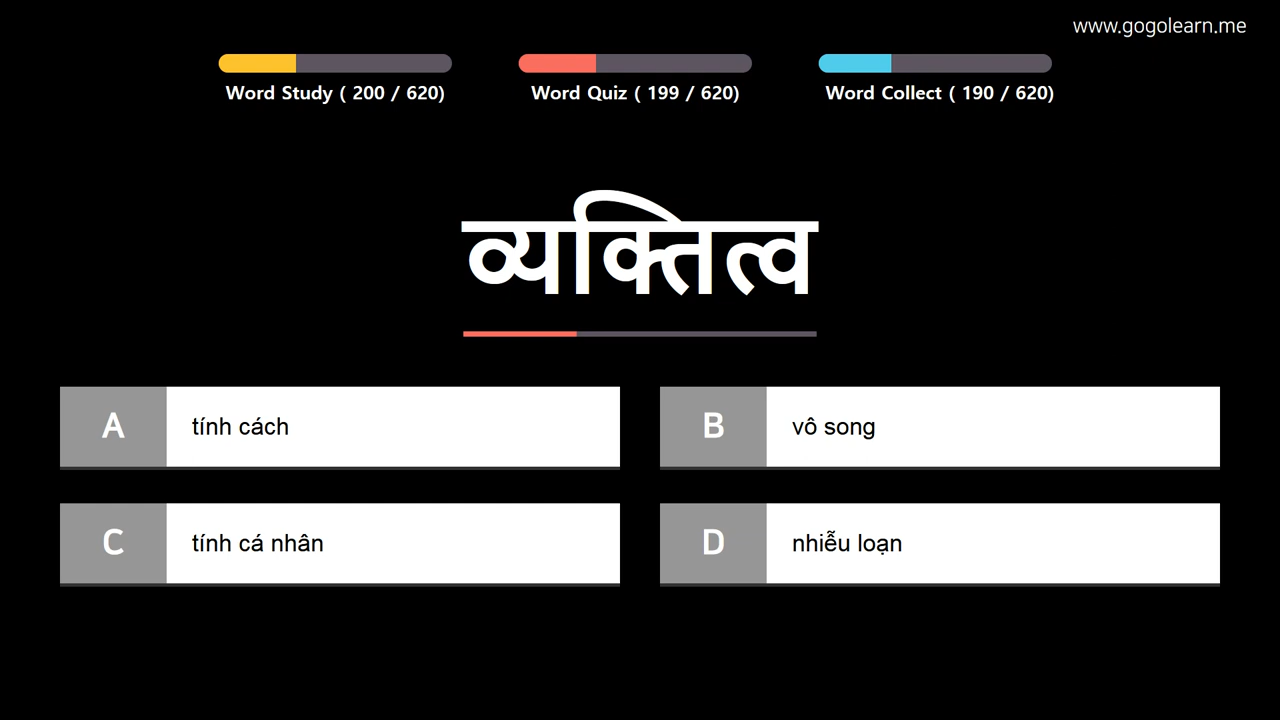 www.gogolearn.me
Word Study ( 200 / 620)
Word Quiz ( 199 / 620)
Word Collect ( 190 / 620)
व्यक्तित्व
A tính cách
B vô song
C tính cá nhân
D nhiễu loạn